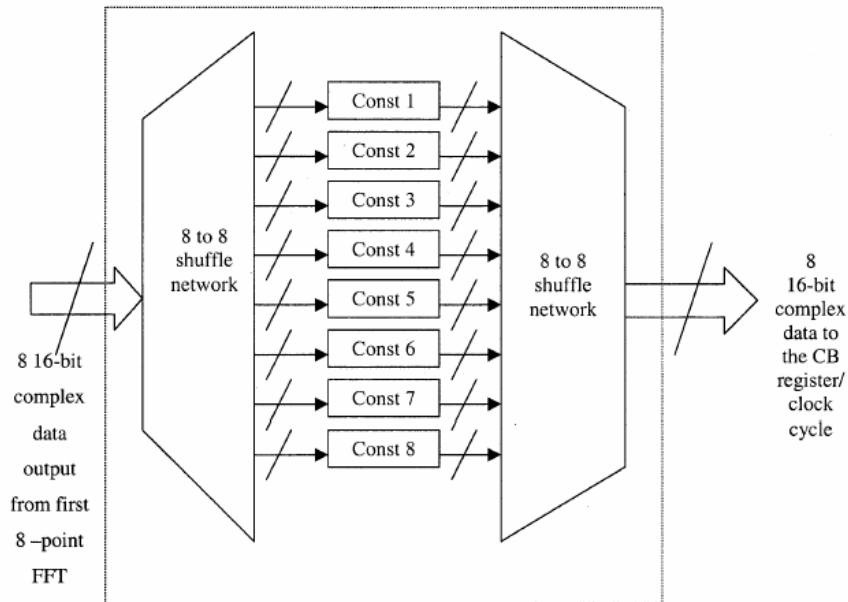 8 16-bit
complex
data
output
from first
8 –point
FFT
8 to 8
shuffle
network
Const 1
Const 2
Const 3
Const 4
Const 5
Const 6
Const 7
Const 8
8 to 8
shuffle
network
8
16-bit
complex
data to
the CB
register/
clock
cycle